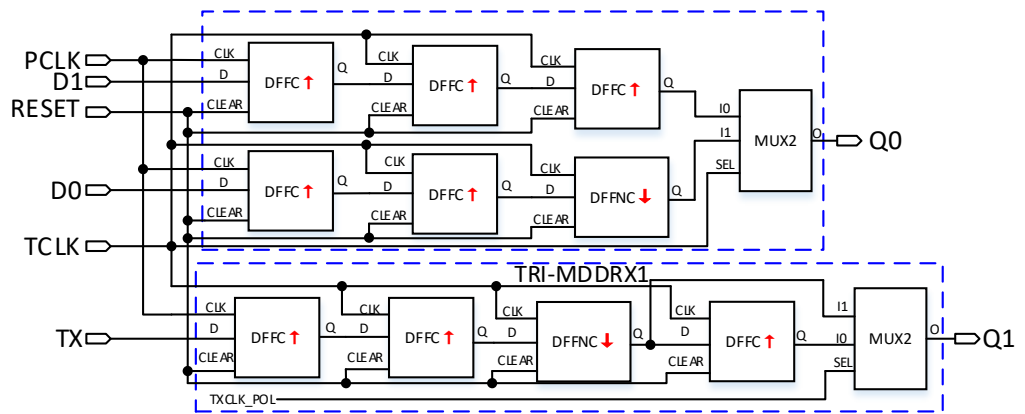 PCLK
D1
RESET
D0
TCLK
TX
CLK
D
CLEAR
DFFC ↑
Q
CLK
D
CLEAR
DFFC ↑
Q
CLK
D
CLEAR
DFFC ↑
Q
I0
I1
SEL
MUX2
O
Q0
CLK
D
CLEAR
DFFC ↑
Q
CLK
D
CLEAR
DFFC ↑
Q
CLK
D
CLEAR
DFFNC ↓
Q
TRI-MDDRX1
CLK
D
CLEAR
DFFC ↑
Q
CLK
D
CLEAR
DFFC ↑
Q
CLK
D
CLEAR
DFFNC ↓
Q
CLK
D
CLEAR
DFFC ↑
Q
I1
I0
SEL
MUX2
O
Q1
TXCLK_POL